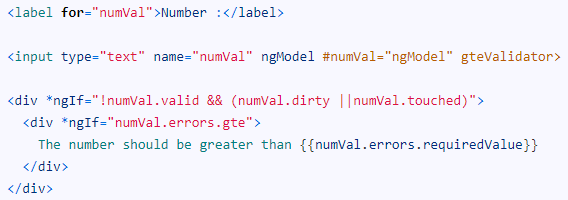 <label for="numVal">Number :</label>
<input type="text" name="numVal" ngModel #numVal="ngModel" gteValidator>
<div *ngIf="!numVal.valid && (numVal.dirty ||numVal.touched)">
<div *ngIf="numVal.errors.gte">
The number should be greater than {{numVal.errors.requiredValue}}
</div>
</div>